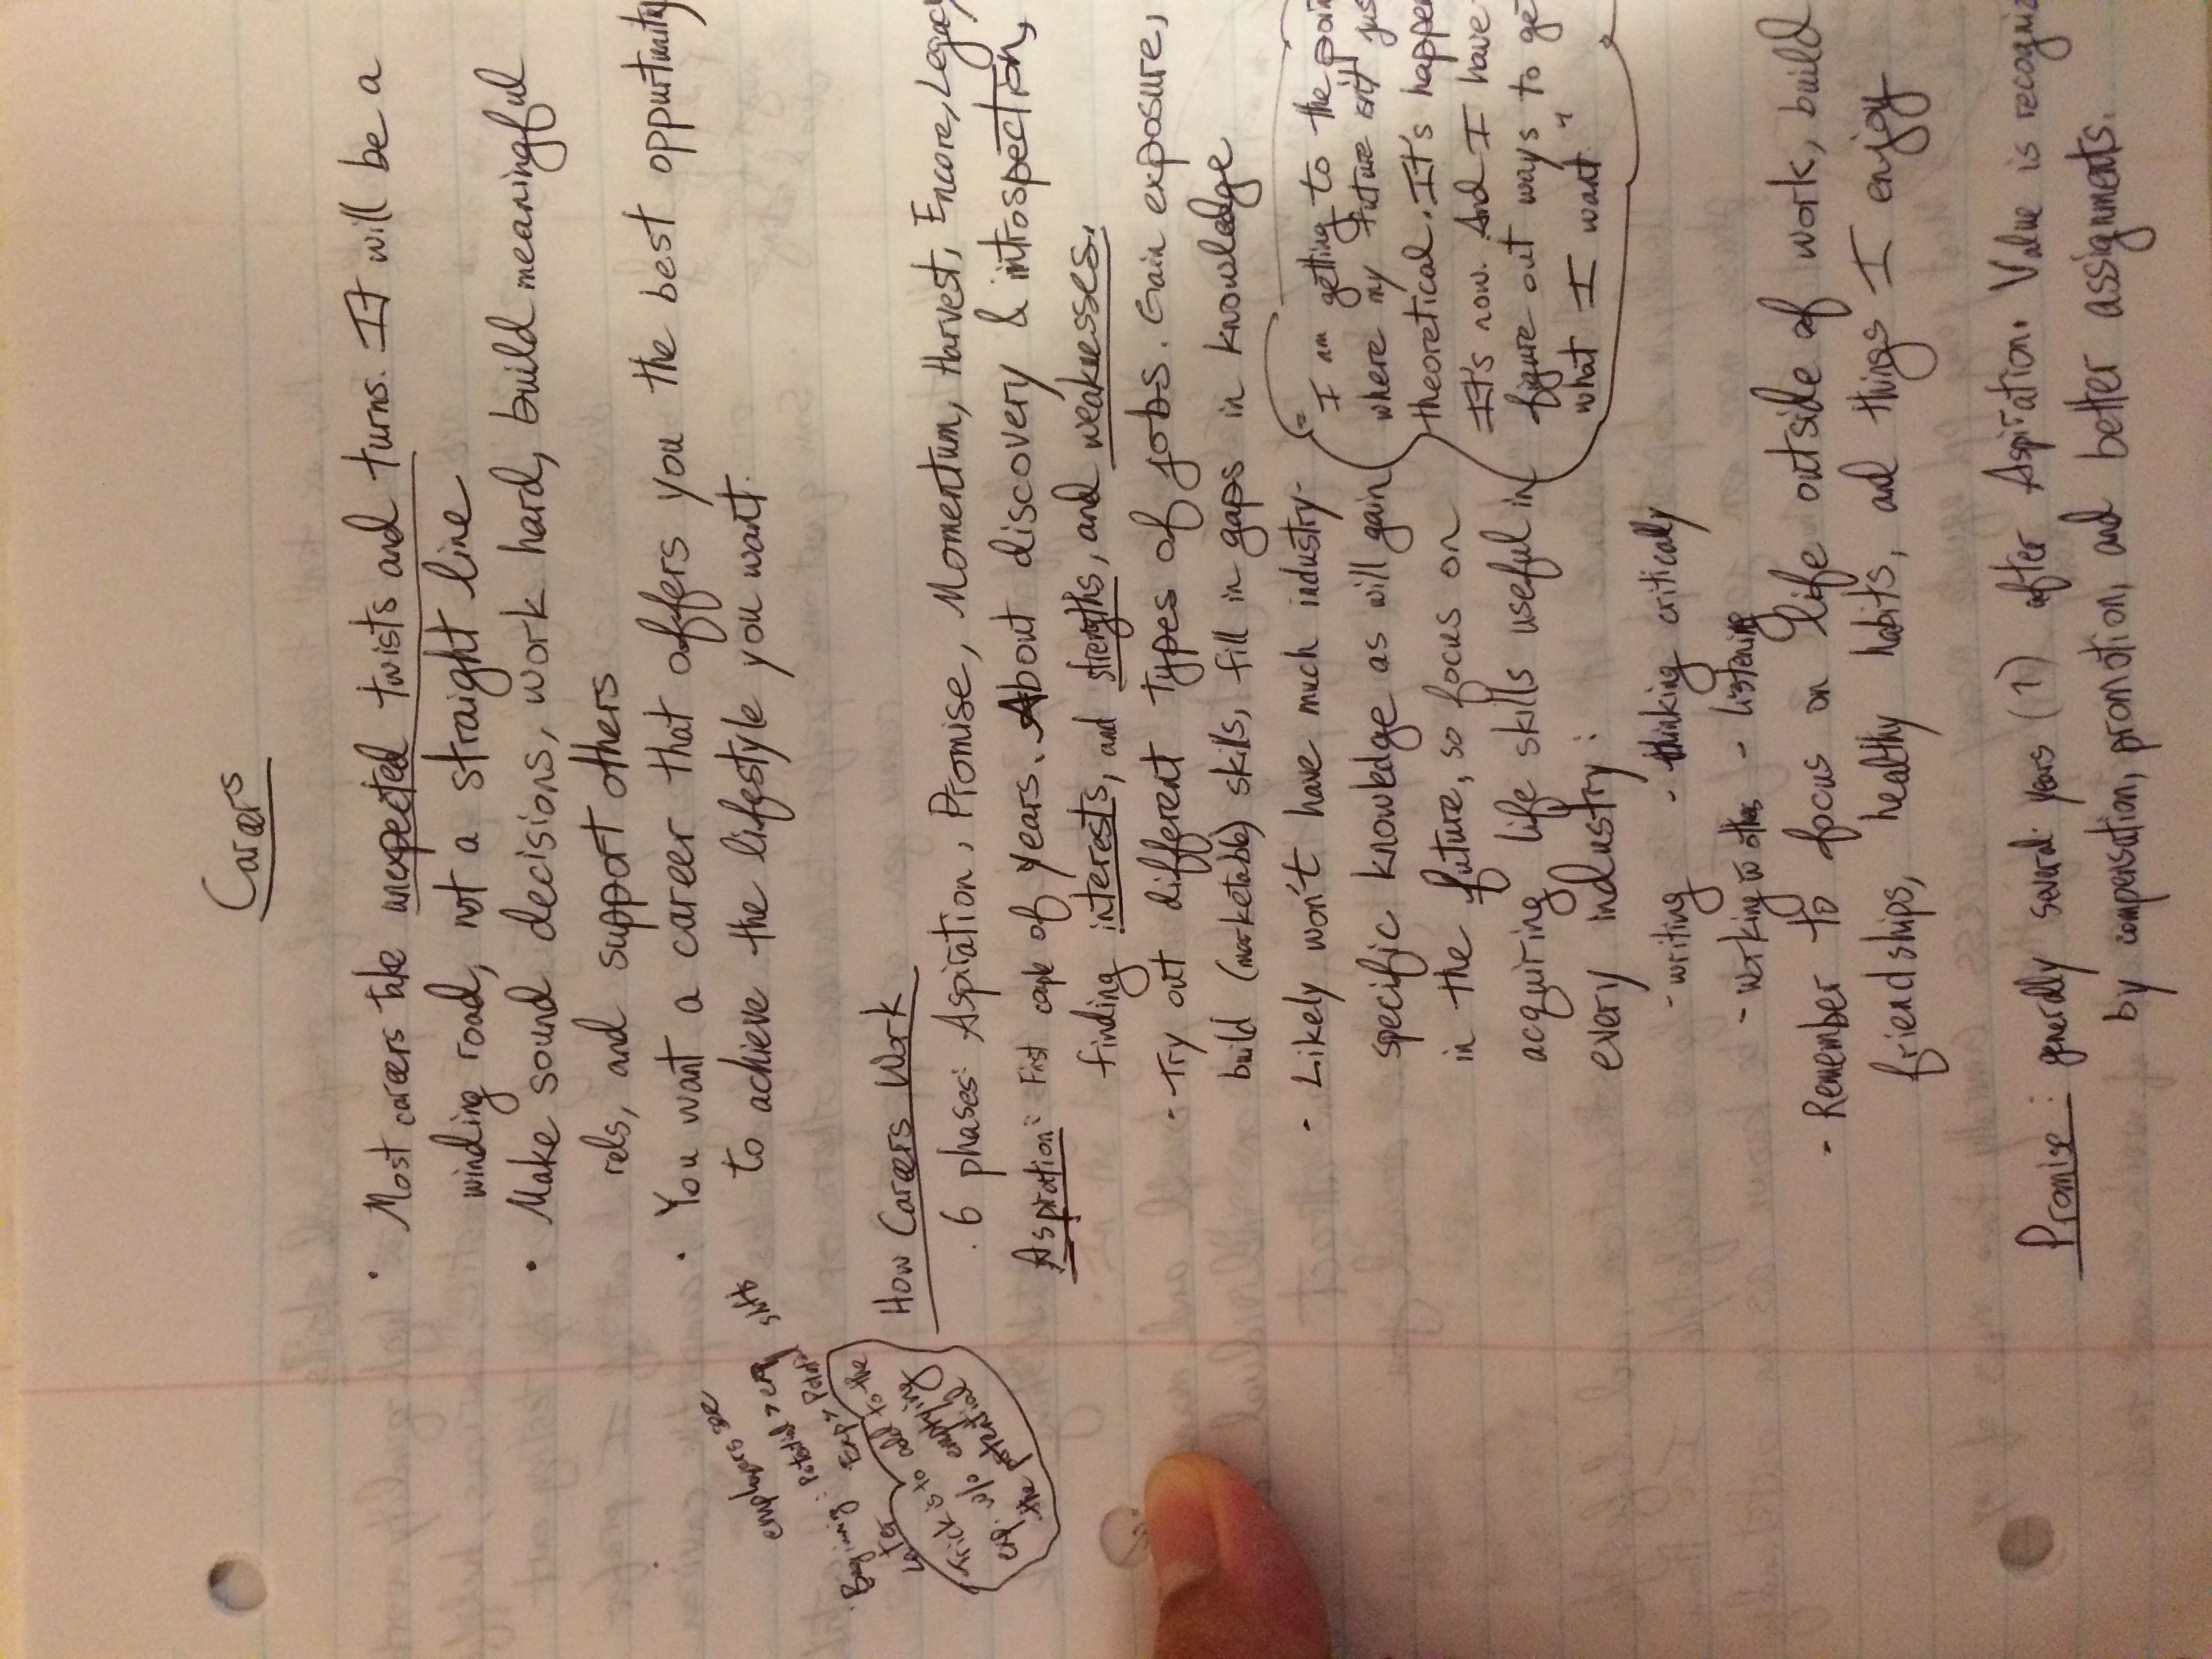 Careers
• Most careers take unexpected twists and turns. It will be a
winding road, not a straight line
• Make sound decisions, work hard, build meaningful
rels, and support others
• You want a career that offers you the best oppurtunity
to achieve the lifestyle you want.
employers see
Beginning: Potential > exp shifts
Later Exp > Potential
Trick is to add to the
exp. w/o emptying
the potential
How Careers Work
. 6 phases: Aspiration, Promise, Momentum, Harvest, Encore, Legacy
Aspiration: First couple of years. About discovery & introspection,
finding interests, and strengths, and weaknesses.
- Try out different types of jobs. Gain exposure,
build (marketable) skills, fill in gaps in knowledge
- Likely won't have much industry-
specific knowledge as will gain
in the future, so focus on
acquiring life skills useful in
every industry:
"I am getting to the poin
where my future isn't jus
theoretical. It's happen
It's now. And I have
figure out ways to get
what I want"
- writing - thinking critically
- working w others - listening
- Remember to focus on life outside of work, build
friendships, healthy habits, and things I enjoy
Promise: generally several years (7) after Aspiration. Value is recogniz
by compensation, promotion, and better assignments.